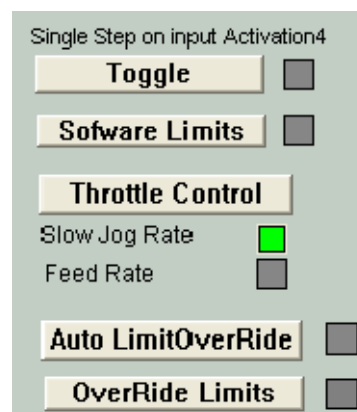 Single Step on input Activation4
Toggle
Sofware Limits
Throttle Control
Slow Jog Rate
Feed Rate
Auto LimitOverRide
OverRide Limits